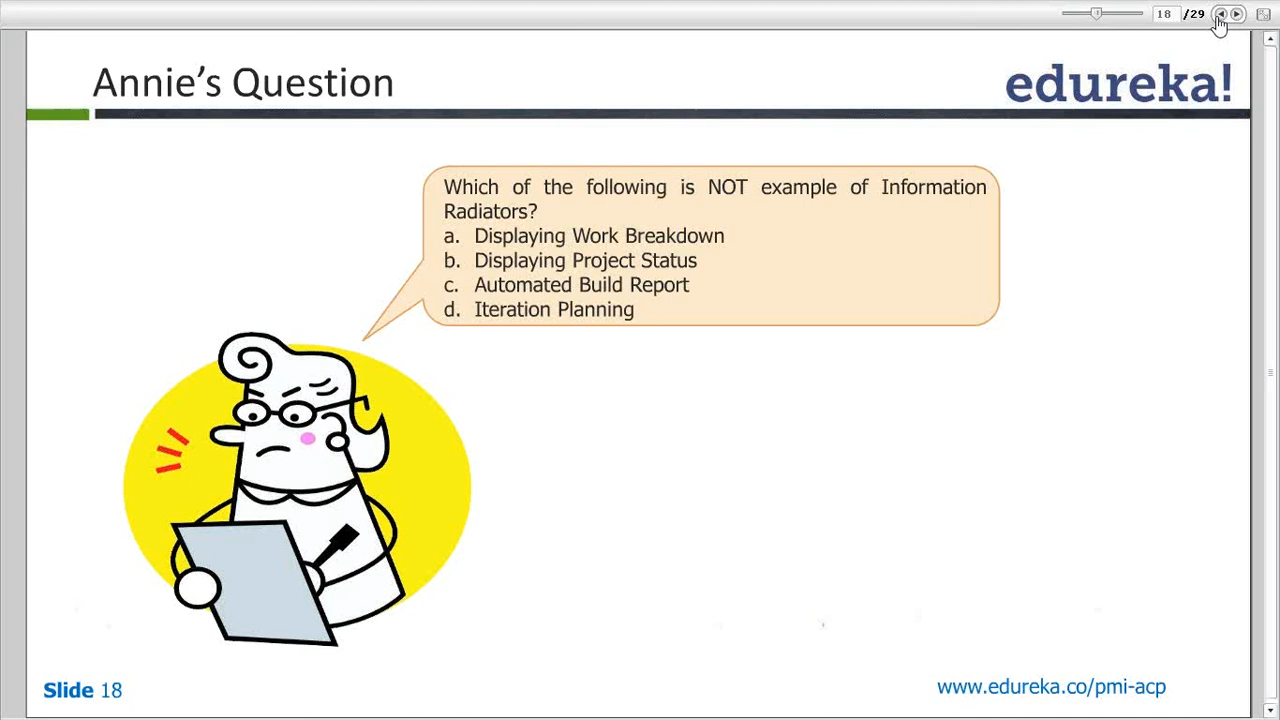 18 /29
Annie's Question
edureka!
Which of the following is NOT example of Information
Radiators?
a. Displaying Work Breakdown
b. Displaying Project Status
c. Automated Build Report
d. Iteration Planning
Slide 18
www.edureka.co/pmi-acp